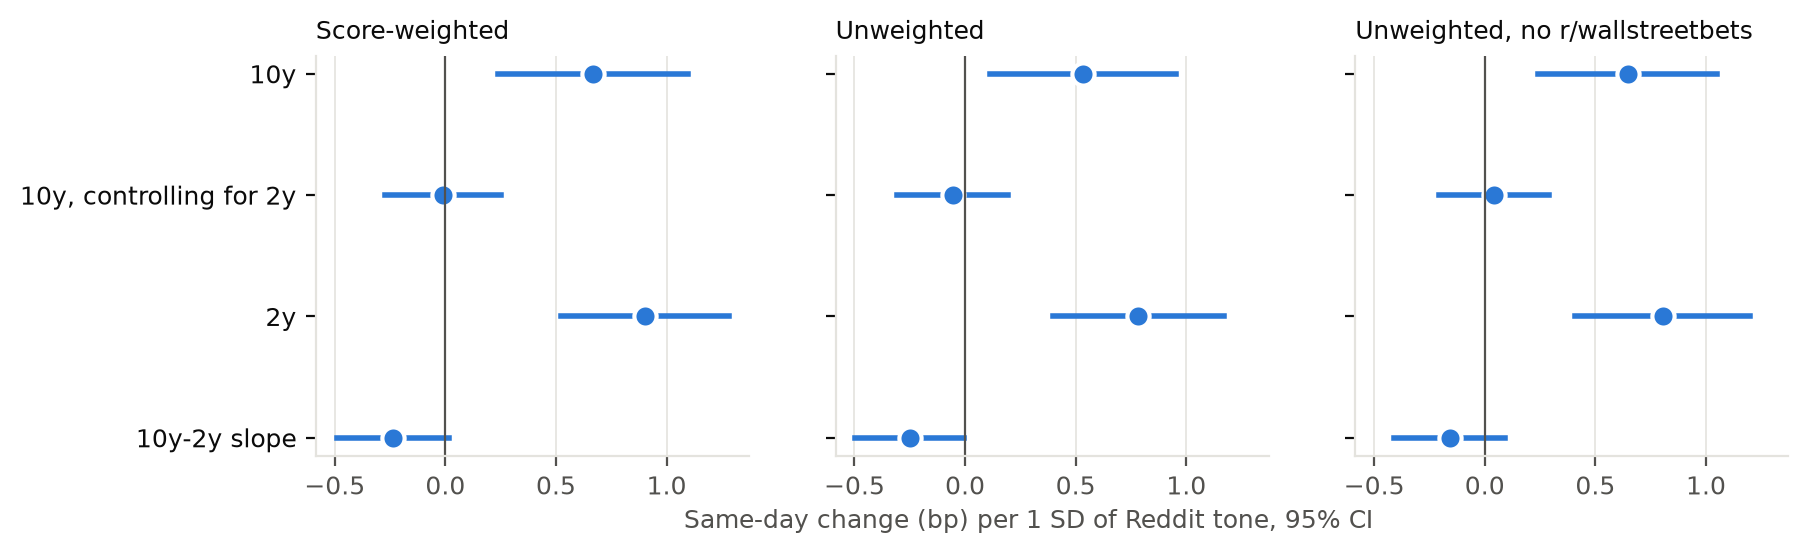 Score-weighted
Unweighted
Unweighted, no r/wallstreetbets
10y
10y, controlling for 2y
2y
10y-2y slope
−0.5 0.0 0.5 1.0
−0.5 0.0 0.5 1.0
−0.5 0.0 0.5 1.0
Same-day change (bp) per 1 SD of Reddit tone, 95% CI